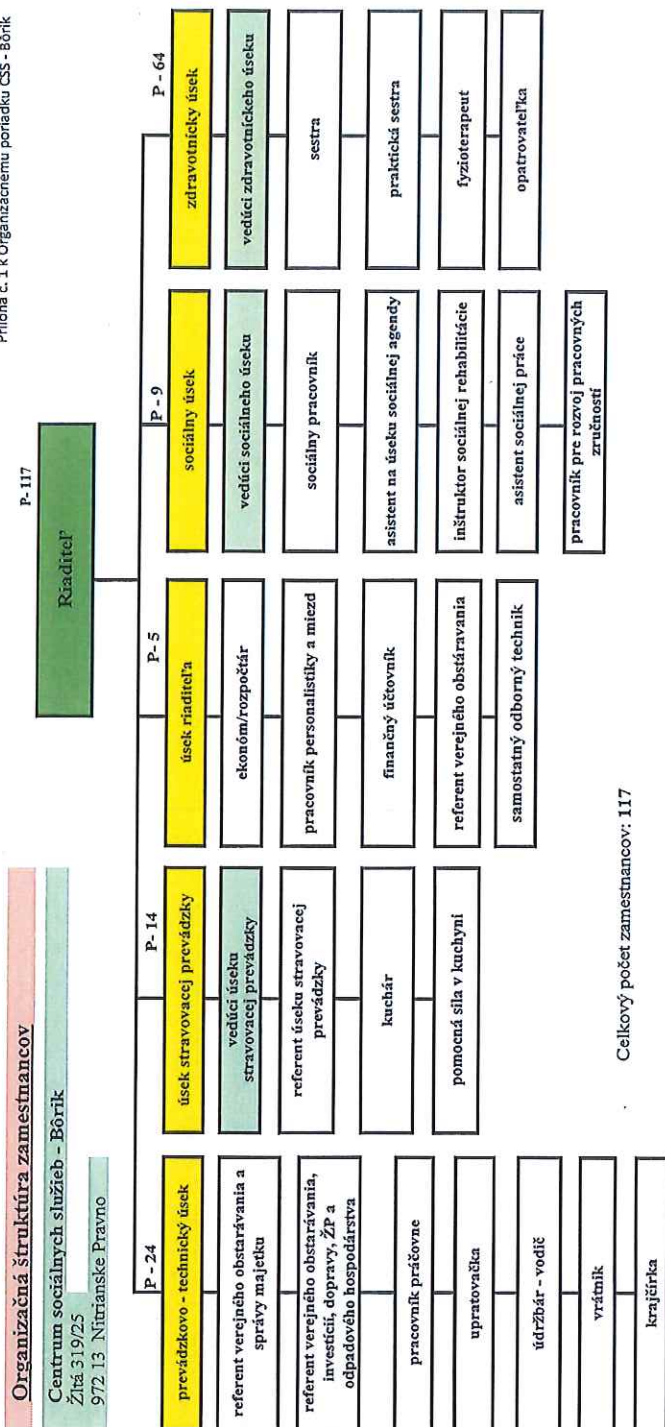 Príloha č. 1 k Organizačnému poriadku CSS - Bôrik
Organizačná štruktúra zamestnancov
Centrum sociálnych služieb - Bôrik
Žltá 319/25
972 13 Nitrianske Pravno
P- 117
Riaditeľ
P - 24
prevádzkovo - technický úsek
referent verejného obstarávania a
správy majetku
referent verejného obstarávania,
investícií, dopravy, ŽP a
odpadového hospodárstva
pracovník práčovne
upratovačka
údržbár - vodič
vrátnik
krajčírka
P- 14
úsek stravovacej prevádzky
vedúci úseku
stravovacej prevádzky
referent úseku stravovacej
prevádzky
kuchár
pomocná sila v kuchyni
P- 5
úsek riaditeľa
ekonóm/rozpočtár
pracovník personalistiky a miezd
finančný účtovník
referent verejného obstáravania
samostatný odborný technik
P - 9
sociálny úsek
vedúci sociálneho úseku
sociálny pracovník
asistent na úseku sociálnej agendy
inštruktor sociálnej rehabilitácie
asistent sociálnej práce
pracovník pre rozvoj pracovných
zručností
P - 64
zdravotnícky úsek
vedúci zdravotníckeho úseku
sestra
praktická sestra
fyzioterapeut
opatrovateľka
Celkový počet zamestnancov: 117